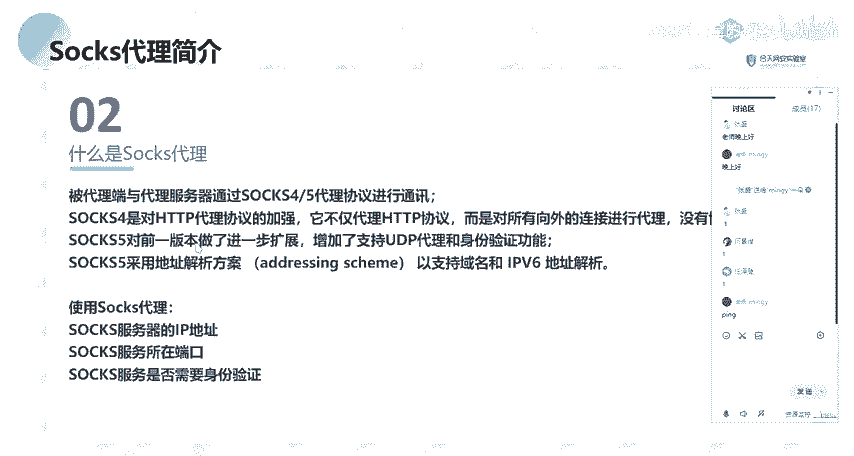 Socks代理简介
合天网安实验室
02
什么是Socks代理
被代理端与代理服务器通过SOCKS4/5代理协议进行通讯；
SOCKS4是对HTTP代理协议的加强，它不仅代理HTTP协议，而是对所有向外的连接进行代理，没有
SOCKS5对前一版本做了进一步扩展，增加了支持UDP代理和身份验证功能；
SOCKS5采用地址解析方案 （addressing scheme） 以支持域名和 IPV6 地址解析。
使用Socks代理：
SOCKS服务器的IP地址
SOCKS服务所在端口
SOCKS服务是否需要身份验证
讨论区
成员(17)
老师晚上好
晚上好
1
1
1
ping
发送